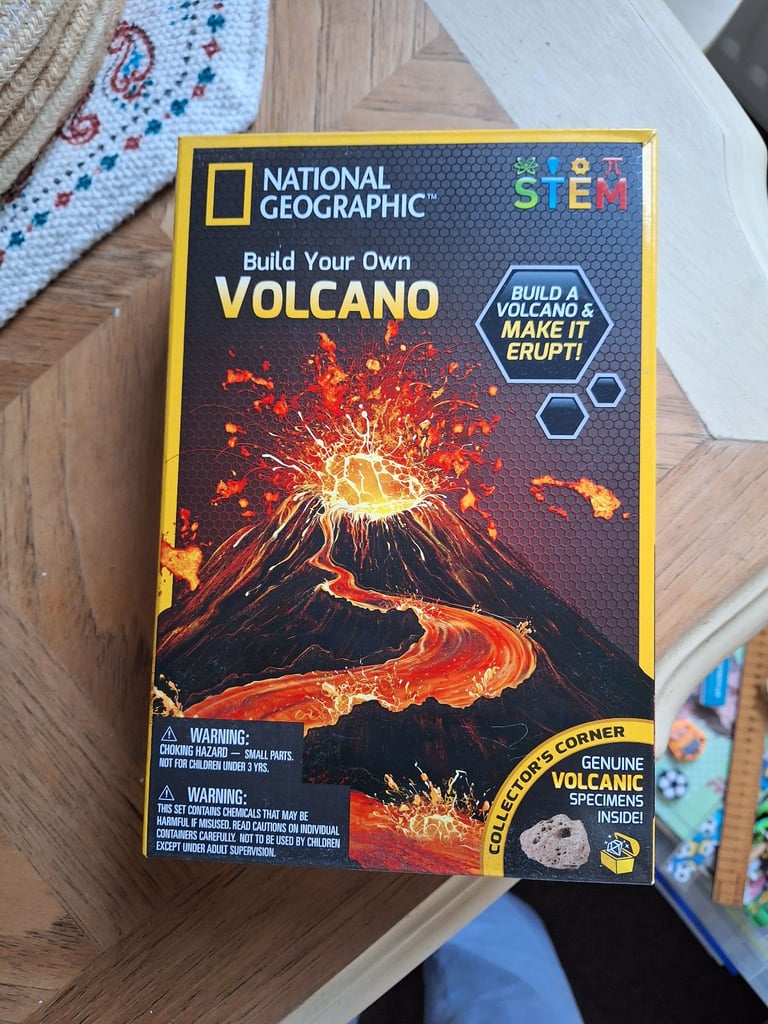 NATIONAL
GEOGRAPHIC™
STEM
Build Your Own
VOLCANO
BUILD A
VOLCANO &
MAKE IT
ERUPT!
WARNING:
CHOKING HAZARD — SMALL PARTS.
NOT FOR CHILDREN UNDER 3 YRS.
WARNING:
THIS SET CONTAINS CHEMICALS THAT MAY BE
HARMFUL IF MISUSED. READ CAUTIONS ON INDIVIDUAL
CONTAINERS CAREFULLY. NOT TO BE USED BY CHILDREN
EXCEPT UNDER ADULT SUPERVISION.
COLLECTOR'S CORNER
GENUINE
VOLCANIC
SPECIMENS
INSIDE!